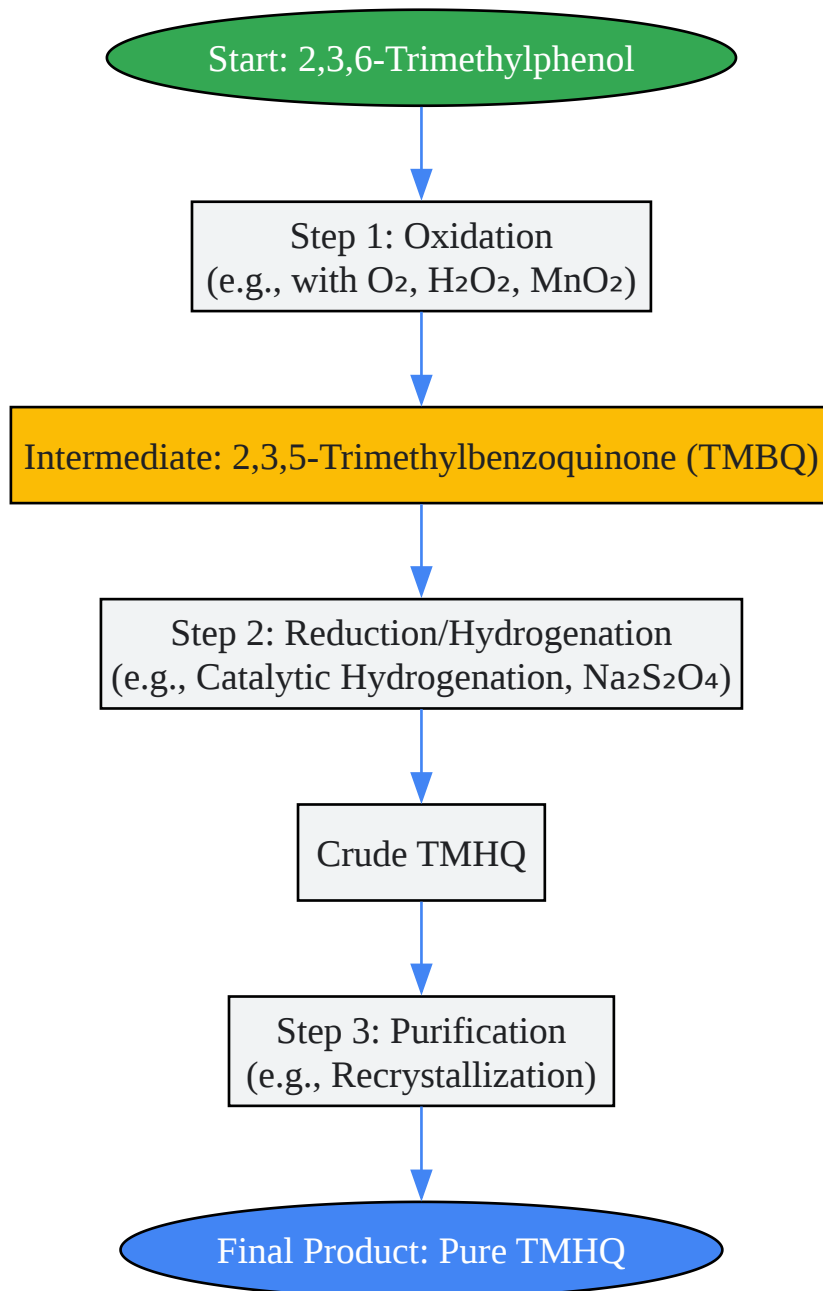 Start: 2,3,6-Trimethylphenol
Step 1: Oxidation
(e.g., with O₂, H₂O₂, MnO₂)
Intermediate: 2,3,5-Trimethylbenzoquinone (TMBQ)
Step 2: Reduction/Hydrogenation
(e.g., Catalytic Hydrogenation, Na₂S₂O₄)
Crude TMHQ
Step 3: Purification
(e.g., Recrystallization)
Final Product: Pure TMHQ